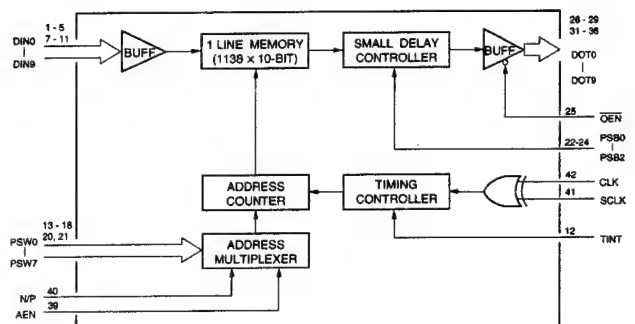 1 - 5
7 - 11
DIN0
DIN9
BUFF
1 LINE MEMORY
(1138 × 10-BIT)
SMALL DELAY
CONTROLLER
BUFF
26 - 29
31 - 36
DOT0
DOT9
25
OEN
22-24
PSB0
PSB2
ADDRESS
COUNTER
TIMING
CONTROLLER
42
CLK
41
SCLK
12
TINT
13 - 18
20, 21
PSW0
PSW7
ADDRESS
MULTIPLEXER
40
N/P
39
AEN